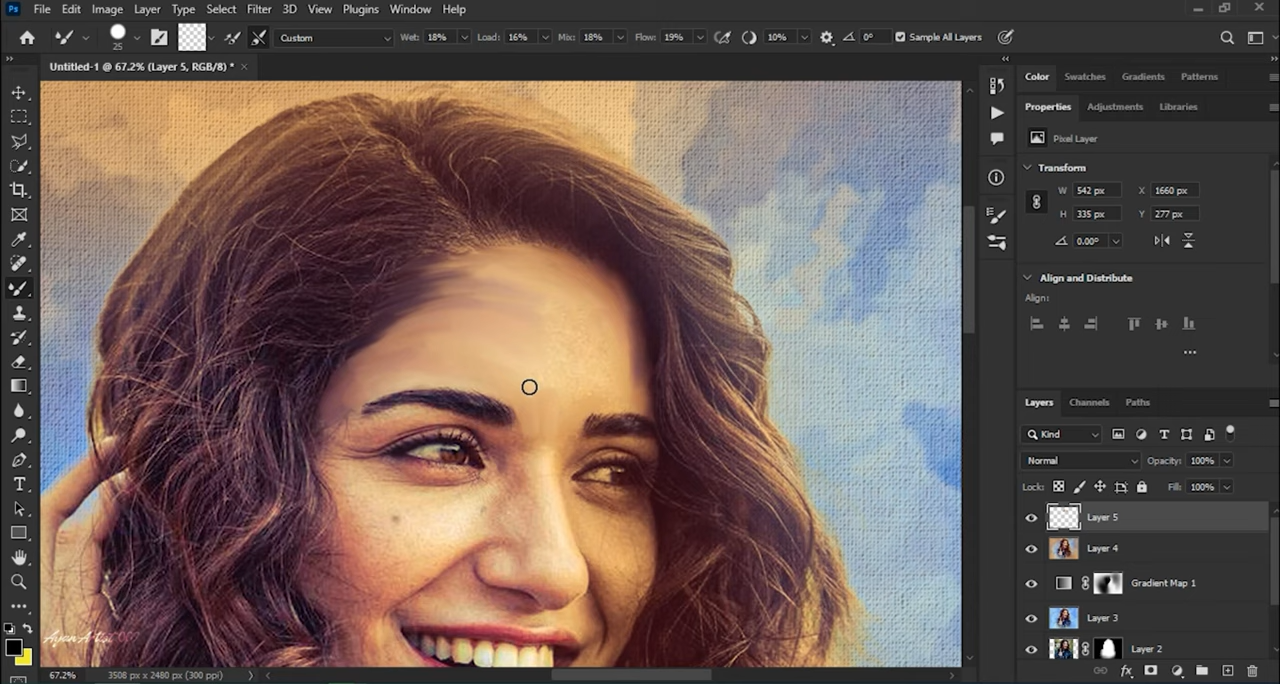 Ps File Edit Image Layer Type Select Filter 3D View Plugins Window Help
25 Custom Wet: 18% Load: 16% Mix: 18% Flow: 19% 10% 0° Sample All Layers
Untitled-1 @ 67.2% (Layer 5, RGB/8) *
Color Swatches Gradients Patterns
Properties Adjustments Libraries
Pixel Layer
Transform
W 542 px X 1660 px
H 335 px Y 277 px
0.00°
Align and Distribute
Align:
Layers Channels Paths
Kind
Normal Opacity: 100%
Lock: Fill: 100%
Layer 5
Layer 4
Gradient Map 1
Layer 3
Layer 2
67.2% 3508 px x 2480 px (300 ppi)